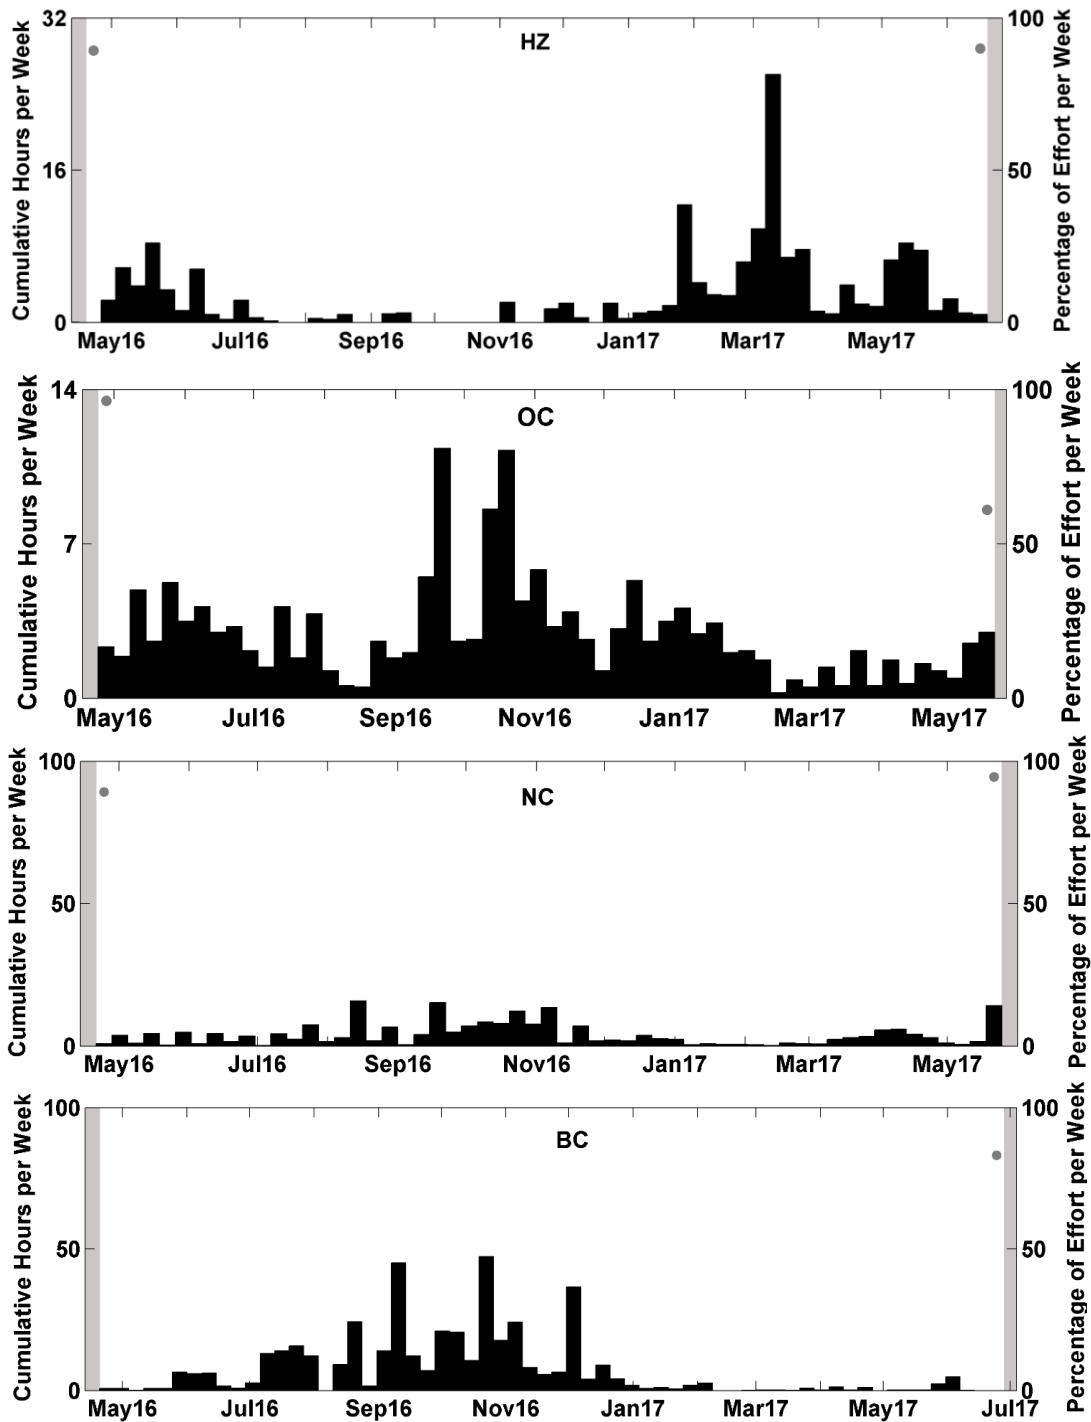 32
16
0
Cumulative Hours per Week
HZ
100
50
0
Percentage of Effort per Week
May16 Jul16 Sep16 Nov16 Jan17 Mar17 May17
14
7
0
Cumulative Hours per Week
OC
100
50
0
Percentage of Effort per Week
May16 Jul16 Sep16 Nov16 Jan17 Mar17 May17
100
50
0
Cumulative Hours per Week
NC
100
50
0
Percentage of Effort per Week
May16 Jul16 Sep16 Nov16 Jan17 Mar17 May17
100
50
0
Cumulative Hours per Week
BC
100
50
0
Percentage of Effort per Week
May16 Jul16 Sep16 Nov16 Jan17 Mar17 May17 Jul17